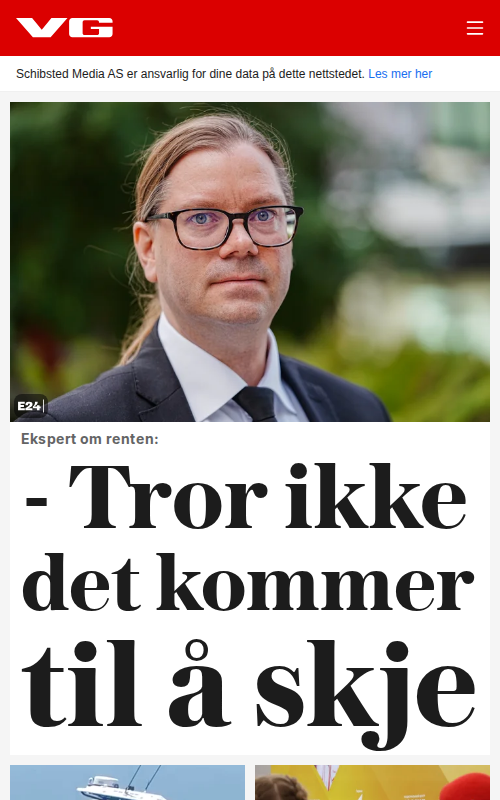 VG
Schibsted Media AS er ansvarlig for dine data på dette nettstedet. Les mer her
E24
Ekspert om renten:
- Tror ikke
det kommer
til å skje